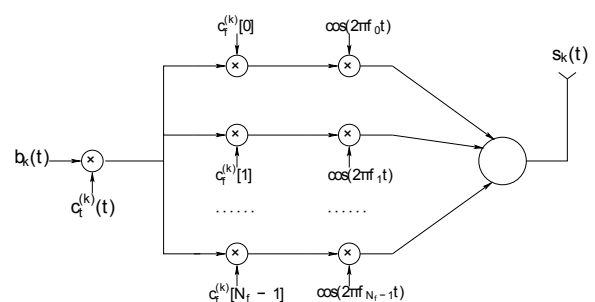 c_f^(k)[0]
cos(2πf_0t)
s_k(t)
×
×
b_k(t)
×
×
×
c_t^(k)(t)
c_f^(k)[1]
cos(2πf_1t)
......
......
×
×
c_f^(k)[N_f − 1]
cos(2πf_{N_f−1}t)